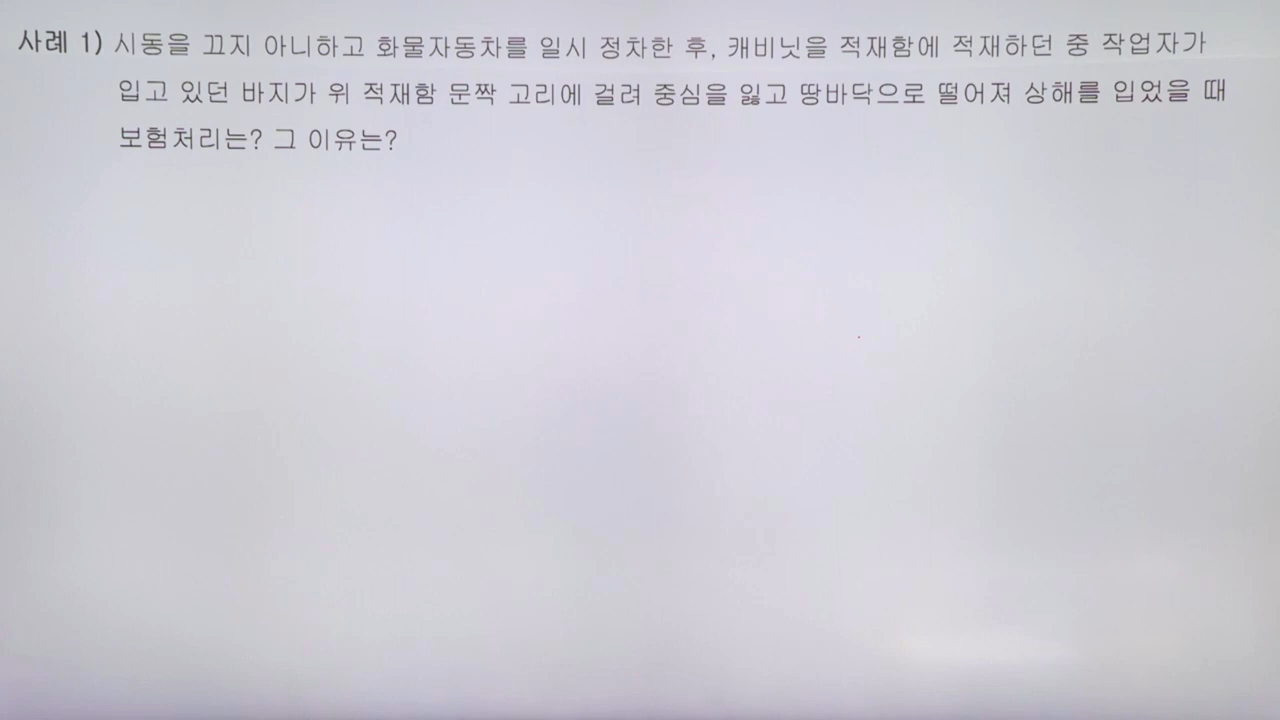 사례 1) 시동을 끄지 아니하고 화물자동차를 일시 정차한 후, 캐비닛을 적재함에 적재하던 중 작업자가
입고 있던 바지가 위 적재함 문짝 고리에 걸려 중심을 잃고 땅바닥으로 떨어져 상해를 입었을 때
보험처리는? 그 이유는?